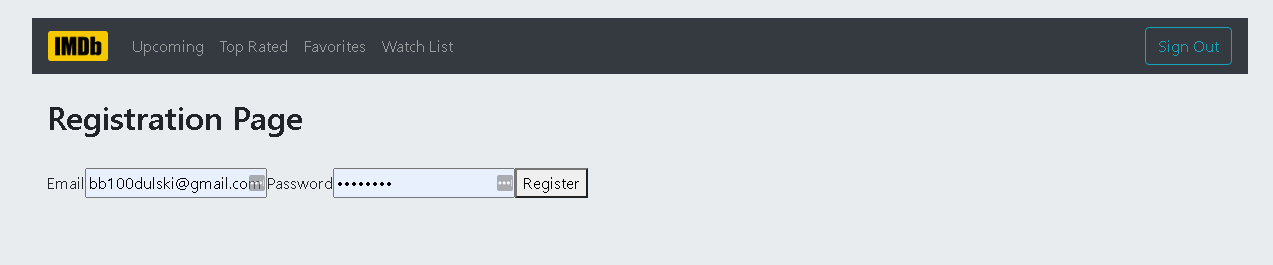 IMDb Upcoming Top Rated Favorites Watch List Sign Out
Registration Page
Email bb100dulski@gmail.com Password •••••••• Register